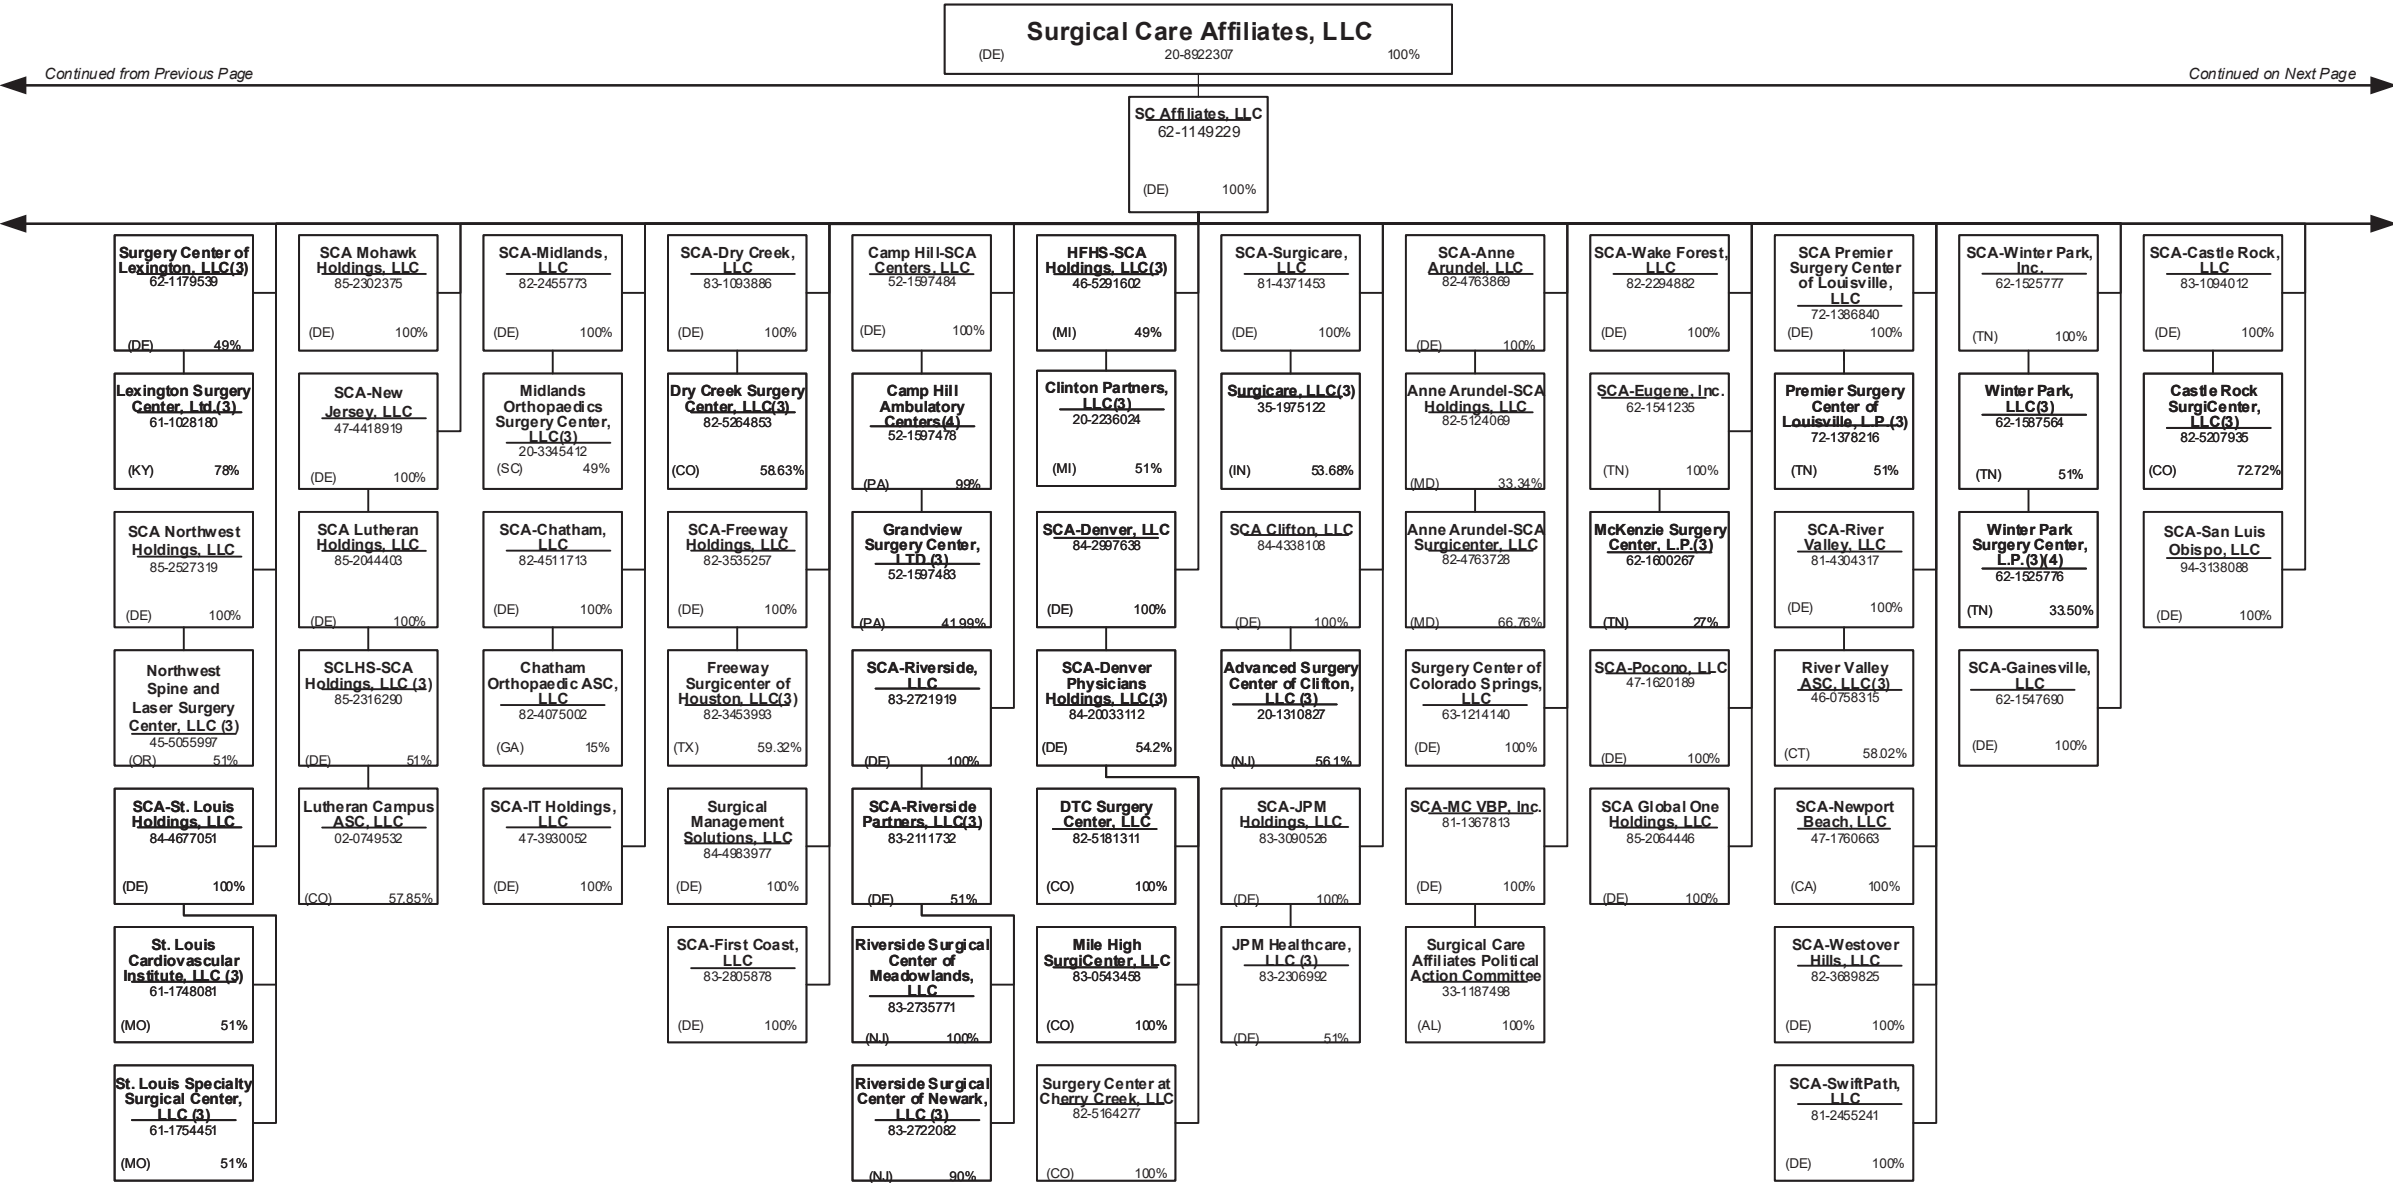 Surgical Care Affiliates, LLC
(DE) 20-8922307 100%
Continued from Previous Page
Continued on Next Page
SC Affiliates, LLC
62-1149229
(DE) 100%
Surgery Center of
Lexington, LLC(3)
62-1179539
(DE) 49%
Lexington Surgery
Center, Ltd.(3)
61-1028180
(KY) 78%
SCA Northwest
Holdings, LLC
85-2527319
(DE) 100%
Northwest
Spine and
Laser Surgery
Center, LLC (3)
45-5055997
(OR) 51%
SCA-St. Louis
Holdings, LLC
84-4677051
(DE) 100%
St. Louis
Cardiovascular
Institute, LLC (3)
61-1748081
(MO) 51%
St. Louis Specialty
Surgical Center,
LLC (3)
61-1754451
(MO) 51%
SCA Mohawk
Holdings, LLC
85-2302375
(DE) 100%
SCA-New
Jersey, LLC
47-4418919
(DE) 100%
SCA Lutheran
Holdings, LLC
85-2044403
(DE) 100%
SCLHS-SCA
Holdings, LLC (3)
85-2316290
(DE) 51%
Lutheran Campus
ASC, LLC
02-0749532
(CO) 57.85%
SCA-Midlands,
LLC
82-2455773
(DE) 100%
Midlands
Orthopaedics
Surgery Center,
LLC(3)
20-3345412
(SC) 49%
SCA-Chatham,
LLC
82-4511713
(DE) 100%
Chatham
Orthopaedic ASC,
LLC
82-4075002
(GA) 15%
SCA-IT Holdings,
LLC
47-3930052
(DE) 100%
SCA-Dry Creek,
LLC
83-1093886
(DE) 100%
Dry Creek Surgery
Center, LLC(3)
82-5264853
(CO) 58.63%
SCA-Freeway
Holdings, LLC
82-3535257
(DE) 100%
Freeway
Surgicenter of
Houston, LLC(3)
82-3453993
(TX) 59.32%
Surgical
Management
Solutions, LLC
84-4983977
(DE) 100%
SCA-First Coast,
LLC
83-2805878
(DE) 100%
Camp Hill-SCA
Centers, LLC
52-1597484
(DE) 100%
Camp Hill
Ambulatory
Centers(4)
52-1597478
(PA) 99%
Grandview
Surgery Center,
LTD (3)
52-1597483
(PA) 41.99%
SCA-Riverside,
LLC
83-2721919
(DE) 100%
SCA-Riverside
Partners, LLC(3)
83-2111732
(DE) 51%
Riverside Surgical
Center of
Meadowlands,
LLC
83-2735771
(NJ) 100%
Riverside Surgical
Center of Newark,
LLC (3)
83-2722082
(NJ) 90%
HFHS-SCA
Holdings, LLC(3)
46-5291602
(MI) 49%
Clinton Partners,
LLC(3)
20-2236024
(MI) 51%
SCA-Denver, LLC
84-2997638
(DE) 100%
SCA-Denver
Physicians
Holdings, LLC(3)
84-20033112
(DE) 54.2%
DTC Surgery
Center, LLC
82-5181311
(CO) 100%
Mile High
SurgiCenter, LLC
83-0543458
(CO) 100%
Surgery Center at
Cherry Creek, LLC
82-5164277
(CO) 100%
SCA-Surgicare,
LLC
81-4371453
(DE) 100%
Surgicare, LLC(3)
35-1975122
(IN) 53.68%
SCA Clifton, LLC
84-4338108
(DE) 100%
Advanced Surgery
Center of Clifton,
LLC (3)
20-1310827
(NJ) 56.1%
SCA-JPM
Holdings, LLC
83-3090526
(DE) 100%
JPM Healthcare,
LLC (3)
83-2306992
(DE) 51%
SCA-Anne
Arundel, LLC
82-4763869
(DE) 100%
Anne Arundel-SCA
Holdings, LLC
82-5124069
(MD) 33.34%
Anne Arundel-SCA
Surgicenter, LLC
82-4763728
(MD) 66.76%
Surgery Center of
Colorado Springs,
LLC
63-1214140
(DE) 100%
SCA-MC VBP, Inc.
81-1367813
(DE) 100%
Surgical Care
Affiliates Political
Action Committee
33-1187498
(AL) 100%
SCA-Wake Forest,
LLC
82-2294882
(DE) 100%
SCA-Eugene, Inc.
62-1541235
(TN) 100%
McKenzie Surgery
Center, L.P.(3)
62-1600267
(TN) 27%
SCA-Pocono, LLC
47-1620189
(DE) 100%
SCA Global One
Holdings, LLC
85-2064446
(DE) 100%
SCA Premier
Surgery Center
of Louisville,
LLC
72-1386840
(DE) 100%
Premier Surgery
Center of
Louisville, L.P.(3)
72-1378216
(TN) 51%
SCA-River
Valley, LLC
81-4304317
(DE) 100%
River Valley
ASC, LLC(3)
46-0758315
(CT) 58.02%
SCA-Newport
Beach, LLC
47-1760663
(CA) 100%
SCA-Westover
Hills, LLC
82-3689825
(DE) 100%
SCA-SwiftPath,
LLC
81-2455241
(DE) 100%
SCA-Winter Park,
Inc.
62-1525777
(TN) 100%
Winter Park,
LLC(3)
62-1587564
(TN) 51%
Winter Park
Surgery Center,
L.P.(3)(4)
62-1525776
(TN) 33.50%
SCA-Gainesville,
LLC
62-1547690
(DE) 100%
SCA-Castle Rock,
LLC
83-1094012
(DE) 100%
Castle Rock
SurgiCenter,
LLC(3)
82-5207935
(CO) 72.72%
SCA-San Luis
Obispo, LLC
94-3138088
(DE) 100%